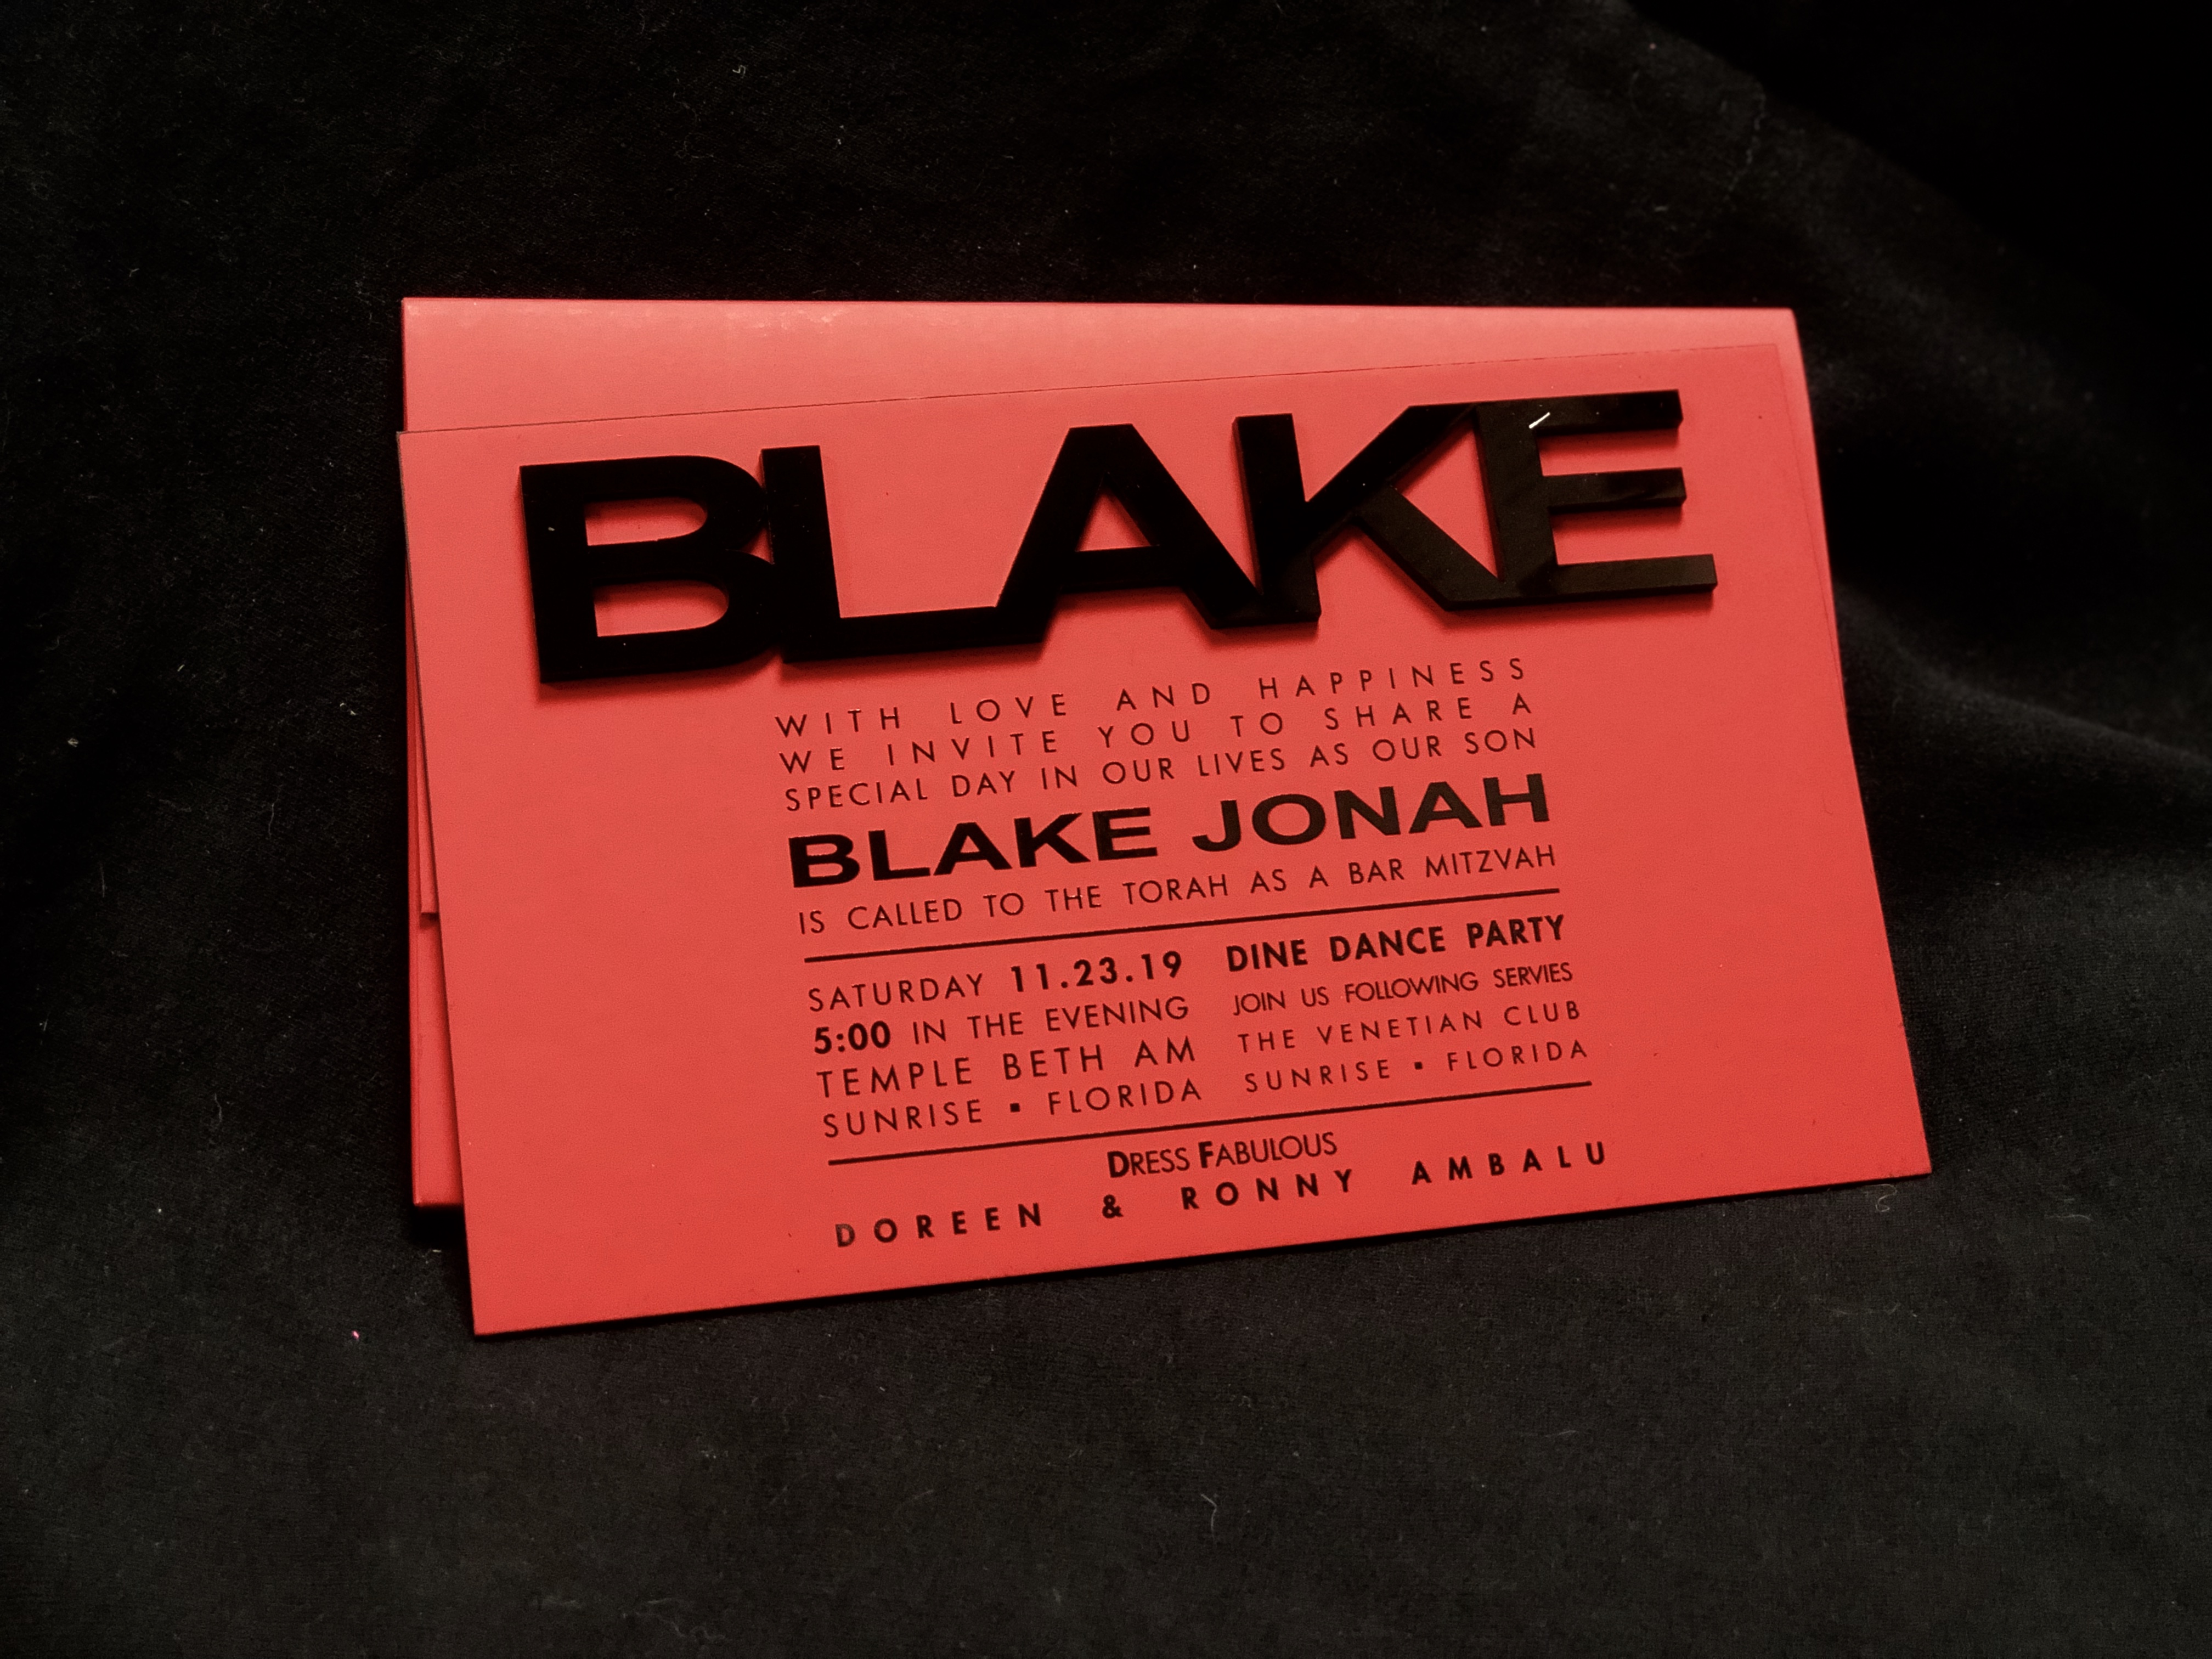 BLAKE
WITH LOVE AND HAPPINESS
WE INVITE YOU TO SHARE A
SPECIAL DAY IN OUR LIVES AS OUR SON
BLAKE JONAH
IS CALLED TO THE TORAH AS A BAR MITZVAH
SATURDAY 11.23.19
5:00 IN THE EVENING
TEMPLE BETH AM
SUNRISE ▪ FLORIDA
DINE DANCE PARTY
JOIN US FOLLOWING SERVIES
THE VENETIAN CLUB
SUNRISE ▪ FLORIDA
DRESS FABULOUS
DOREEN & RONNY AMBALU